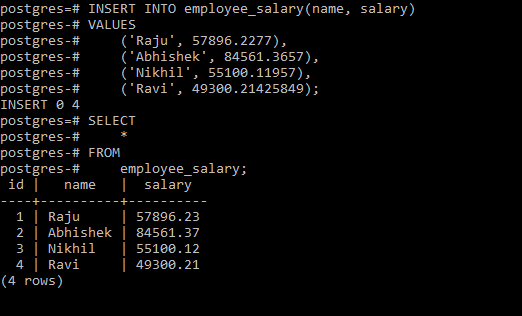 postgres=# INSERT INTO employee_salary(name, salary)
postgres-# VALUES
postgres-#     ('Raju', 57896.2277),
postgres-#     ('Abhishek', 84561.3657),
postgres-#     ('Nikhil', 55100.11957),
postgres-#     ('Ravi', 49300.21425849);
INSERT 0 4
postgres=# SELECT
postgres-#     *
postgres-# FROM
postgres-#     employee_salary;
 id |   name   |  salary
----+----------+----------
  1 | Raju     | 57896.23
  2 | Abhishek | 84561.37
  3 | Nikhil   | 55100.12
  4 | Ravi     | 49300.21
(4 rows)